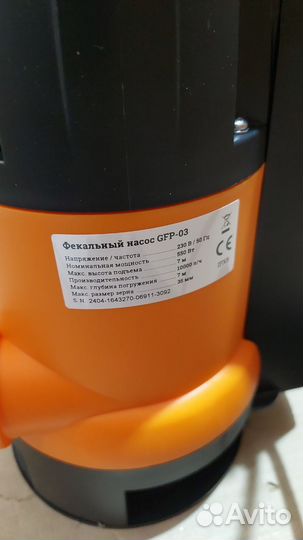 Фекальный насос GFP-03
Напряжение / частота 230 В / 50 Гц
Номинальная мощность 550 Вт
Макс. высота подъема 7 м
Производительность 10000 л/ч
Макс. глубина погружения 7 м
Макс. размер зерна 35 мм
S. N. 2404-1643270-06911-3092
CE
Avito